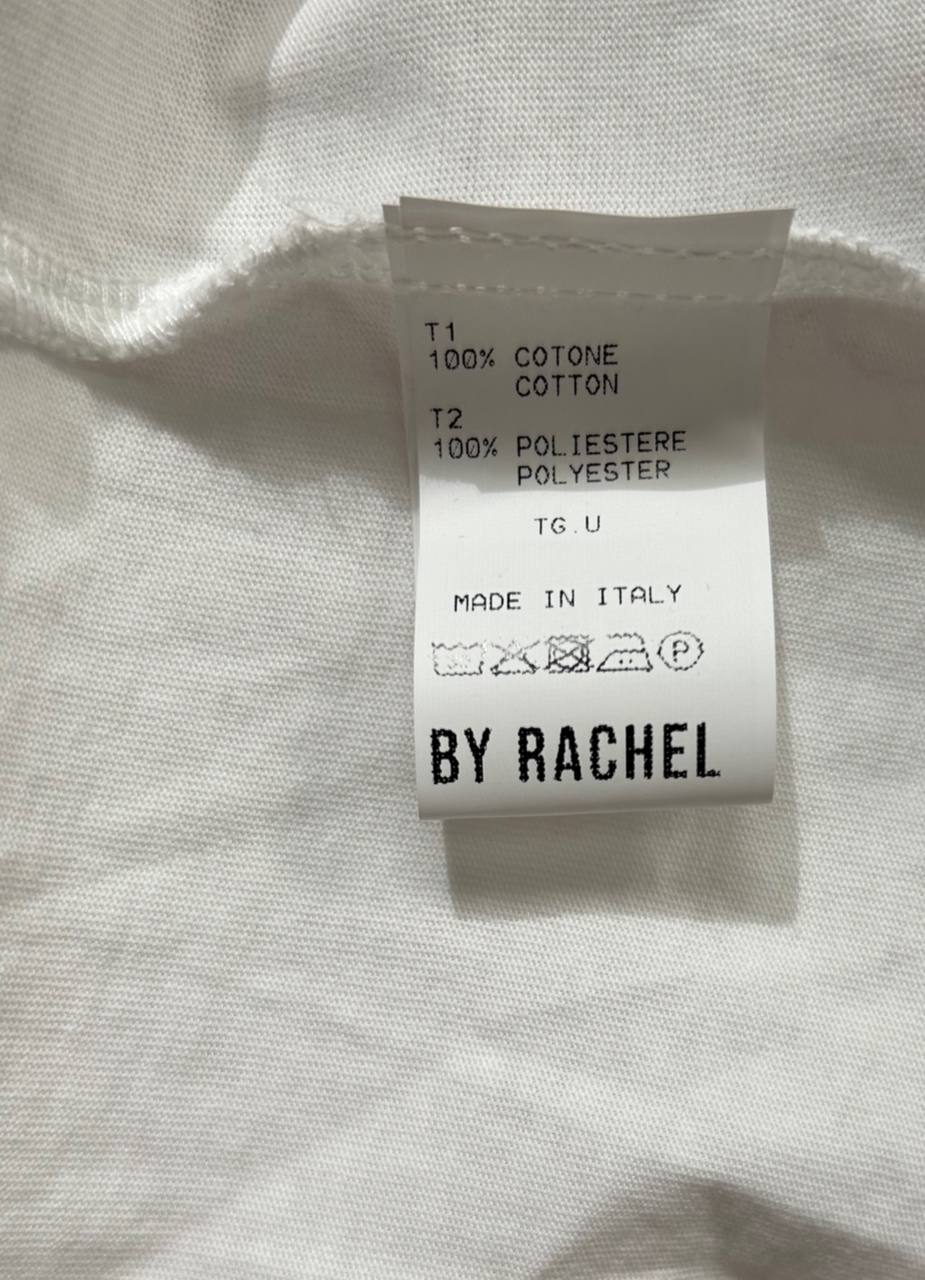 T1
100% COTONE
COTTON
T2
100% POLIESTERE
POLYESTER
TG.U
MADE IN ITALY
P
BY RACHEL